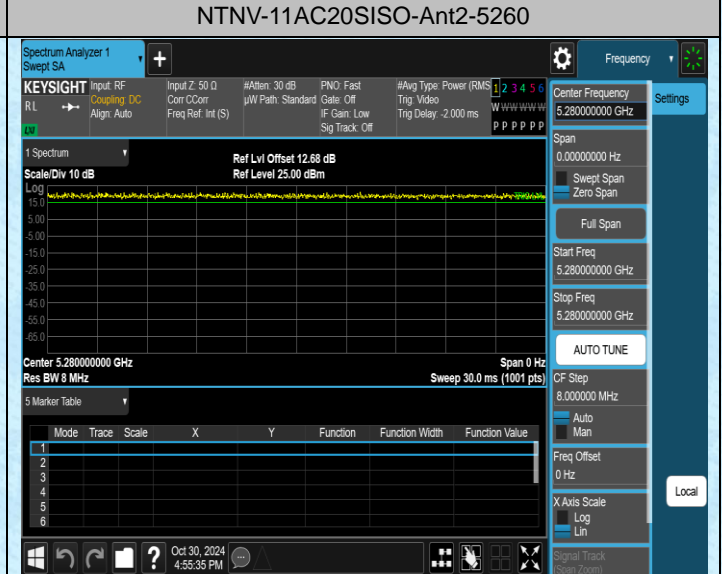 NTNV-11AC20SISO-Ant2-5260
Spectrum Analyzer 1
Swept SA
+
Frequency
KEYSIGHT
RL
LXI
Input: RF
Coupling: DC
Align: Auto
Input Z: 50 Ω
Corr CCorr
Freq Ref: Int (S)
#Atten: 30 dB
µW Path: Standard
PNO: Fast
Gate: Off
IF Gain: Low
Sig Track: Off
#Avg Type: Power (RMS
Trig: Video
Trig Delay: -2.000 ms
1 2 3 4 5 6
W W W W W W
P P P P P P
Center Frequency
5.280000000 GHz
Settings
Span
0.00000000 Hz
Swept Span
Zero Span
Full Span
Start Freq
5.280000000 GHz
Stop Freq
5.280000000 GHz
AUTO TUNE
CF Step
8.000000 MHz
Auto
Man
Freq Offset
0 Hz
X Axis Scale
Log
Lin
Signal Track
(Span Zoom)
Local
1 Spectrum
Scale/Div 10 dB
Ref Lvl Offset 12.68 dB
Ref Level 25.00 dBm
Log
15.0
5.00
-5.00
-15.0
-25.0
-35.0
-45.0
-55.0
-65.0
Center 5.280000000 GHz
Span 0 Hz
Res BW 8 MHz
Sweep 30.0 ms (1001 pts)
5 Marker Table
Mode Trace Scale X Y Function Function Width Function Value
1
2
3
4
5
6
?
Oct 30, 2024
4:55:35 PM